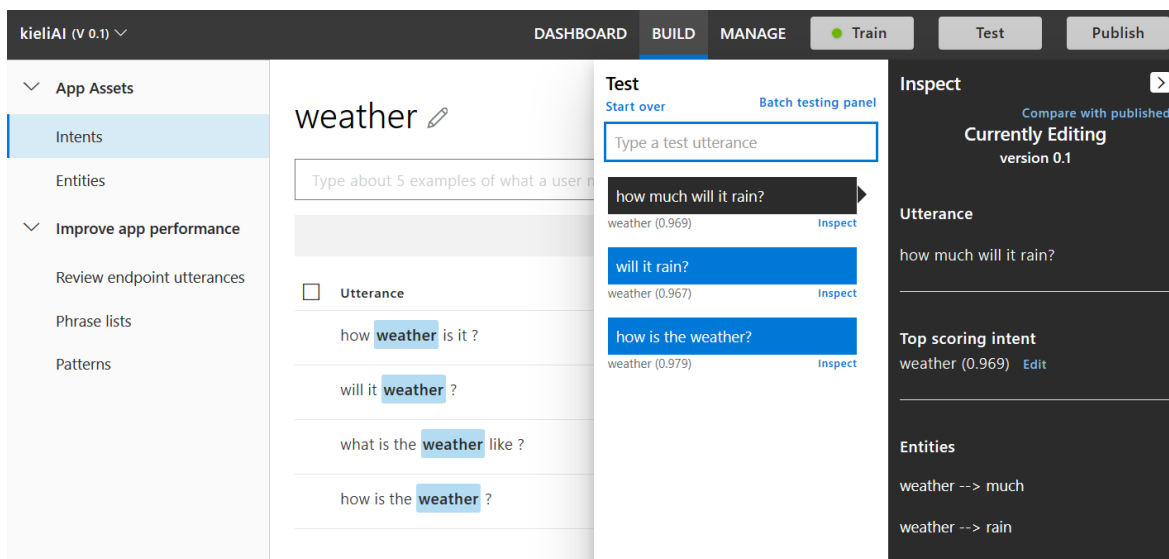 kieliAI (V 0.1)
DASHBOARD BUILD MANAGE Train Test Publish
App Assets
Intents
Entities
Improve app performance
Review endpoint utterances
Phrase lists
Patterns
weather
Type about 5 examples of what a user m
Utterance
how weather is it ?
will it weather ?
what is the weather like ?
how is the weather ?
Test
Start over Batch testing panel
Type a test utterance
how much will it rain?
weather (0.969) Inspect
will it rain?
weather (0.967) Inspect
how is the weather?
weather (0.979) Inspect
Inspect
Compare with published
Currently Editing
version 0.1
Utterance
how much will it rain?
Top scoring intent
weather (0.969) Edit
Entities
weather --> much
weather --> rain